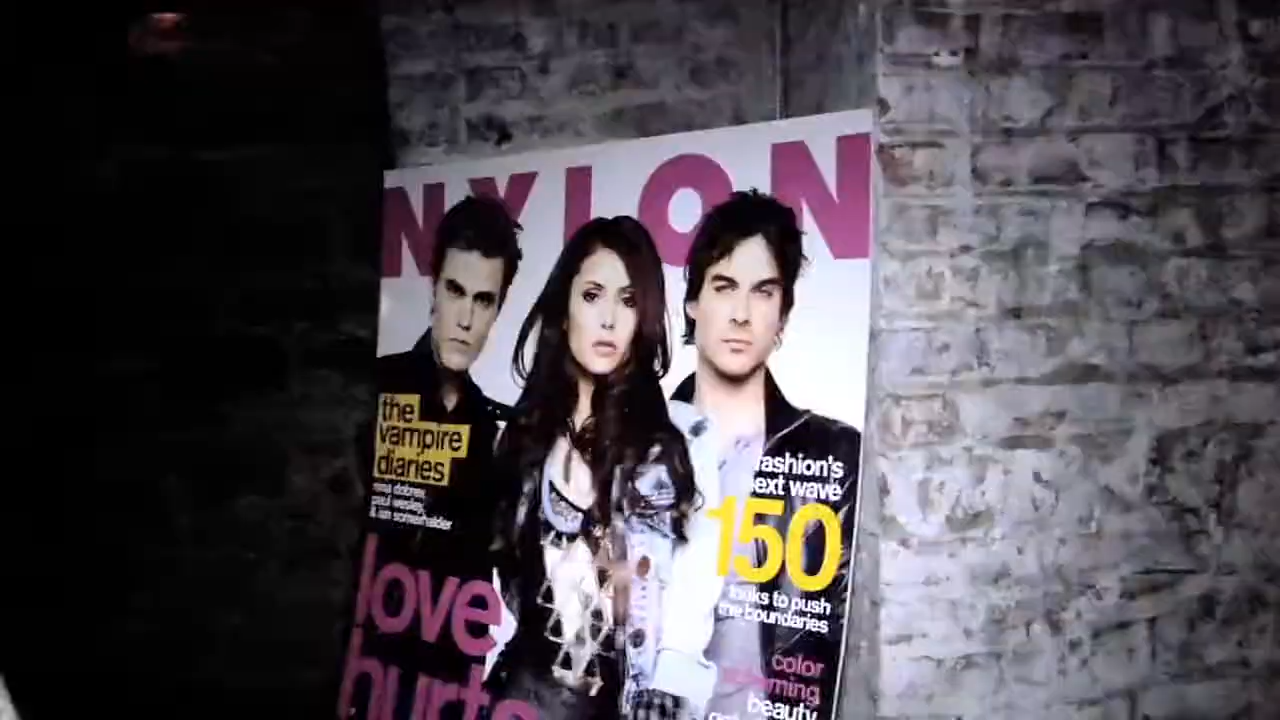 NYLON
the
vampire
diaries
nina dobrev,
paul wesley,
& ian somerhalder
love
hurts
fashion's
next wave
150
looks to push
the boundaries
color
beauty